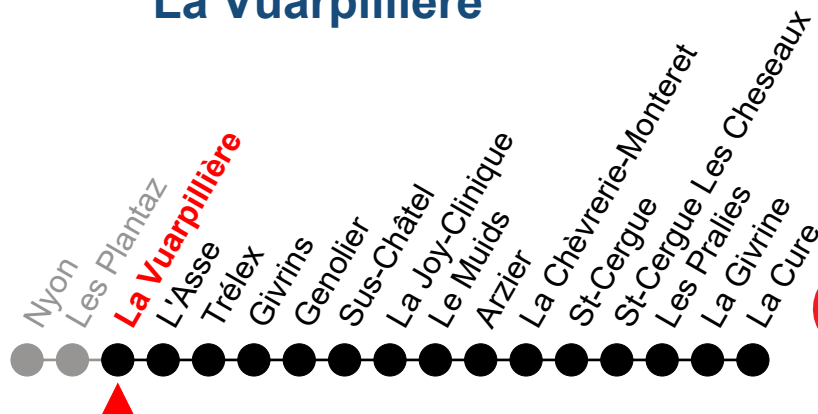 La Vuarpillière
Nyon
Les Plantaz
La Vuarpillière
L'Asse
Trélex
Givrins
Genolier
Sus-Châtel
La Joy-Clinique
Le Muids
Arzier
La Chèvrerie-Monteret
St-Cergue
St-Cergue Les Cheseaux
Les Pralies
La Givrine
La Cure